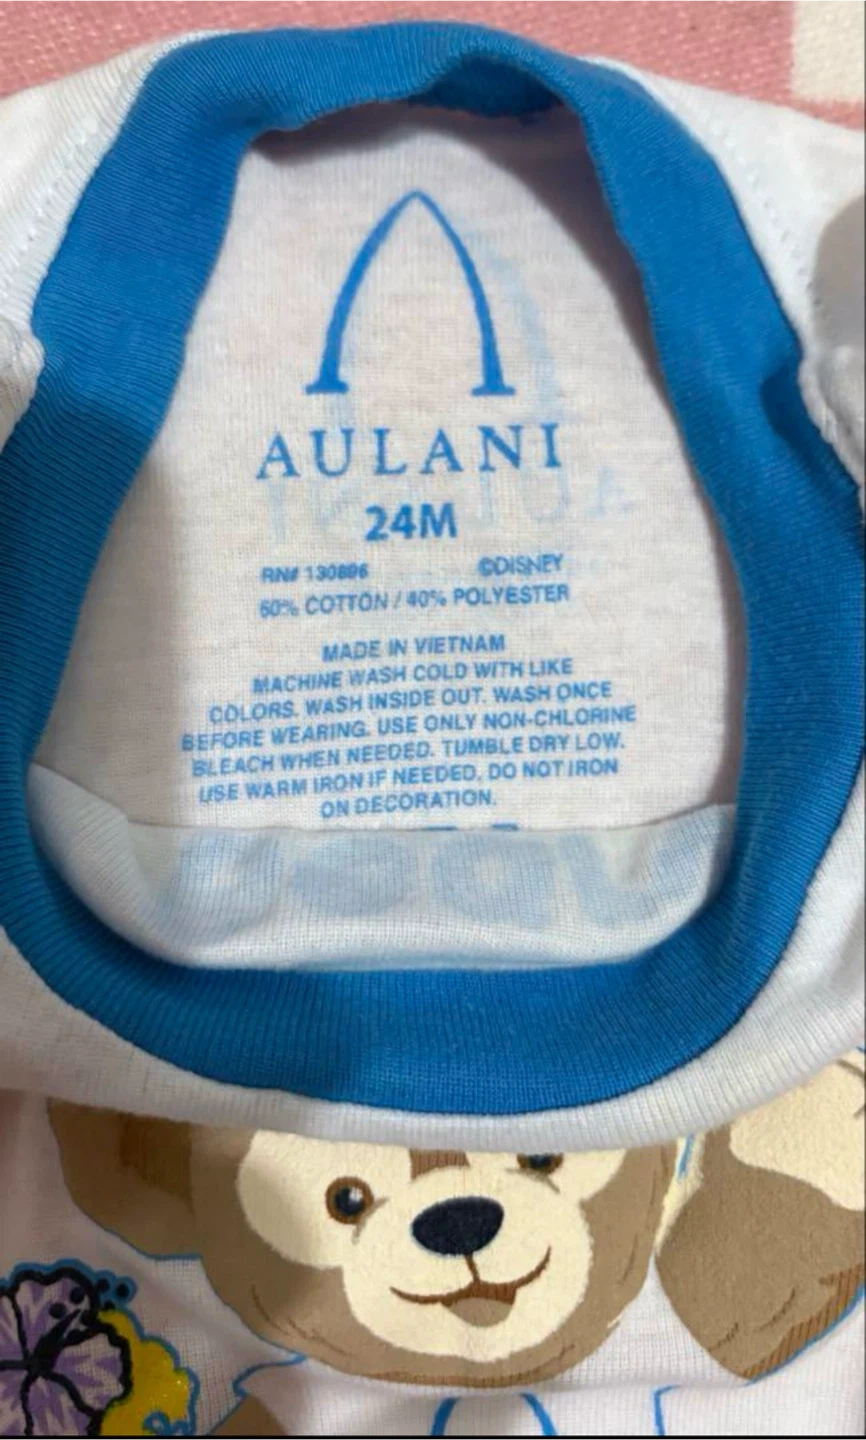 AULANI
24M
RN# 130896 ©DISNEY
60% COTTON / 40% POLYESTER
MADE IN VIETNAM
MACHINE WASH COLD WITH LIKE
COLORS. WASH INSIDE OUT. WASH ONCE
BEFORE WEARING. USE ONLY NON-CHLORINE
BLEACH WHEN NEEDED. TUMBLE DRY LOW.
USE WARM IRON IF NEEDED. DO NOT IRON
ON DECORATION.